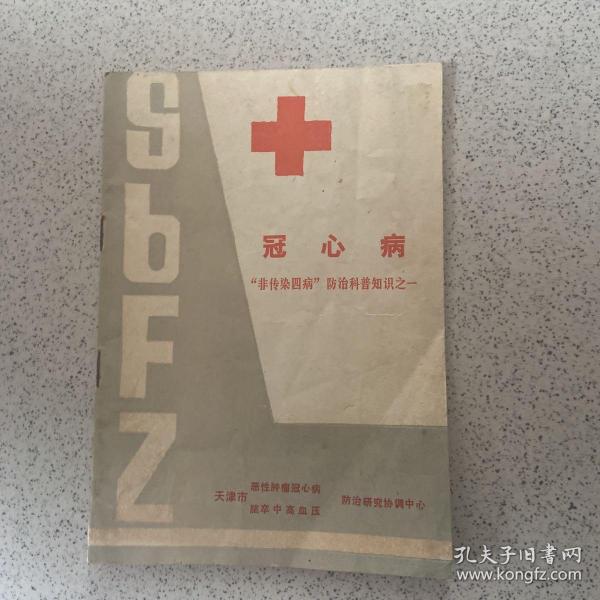 SbFZ
冠心病
“非传染四病”防治科普知识之一
天津市 恶性肿瘤冠心病 防治研究协调中心
脑卒中高血压
孔夫子旧书网
www.kongfz.com